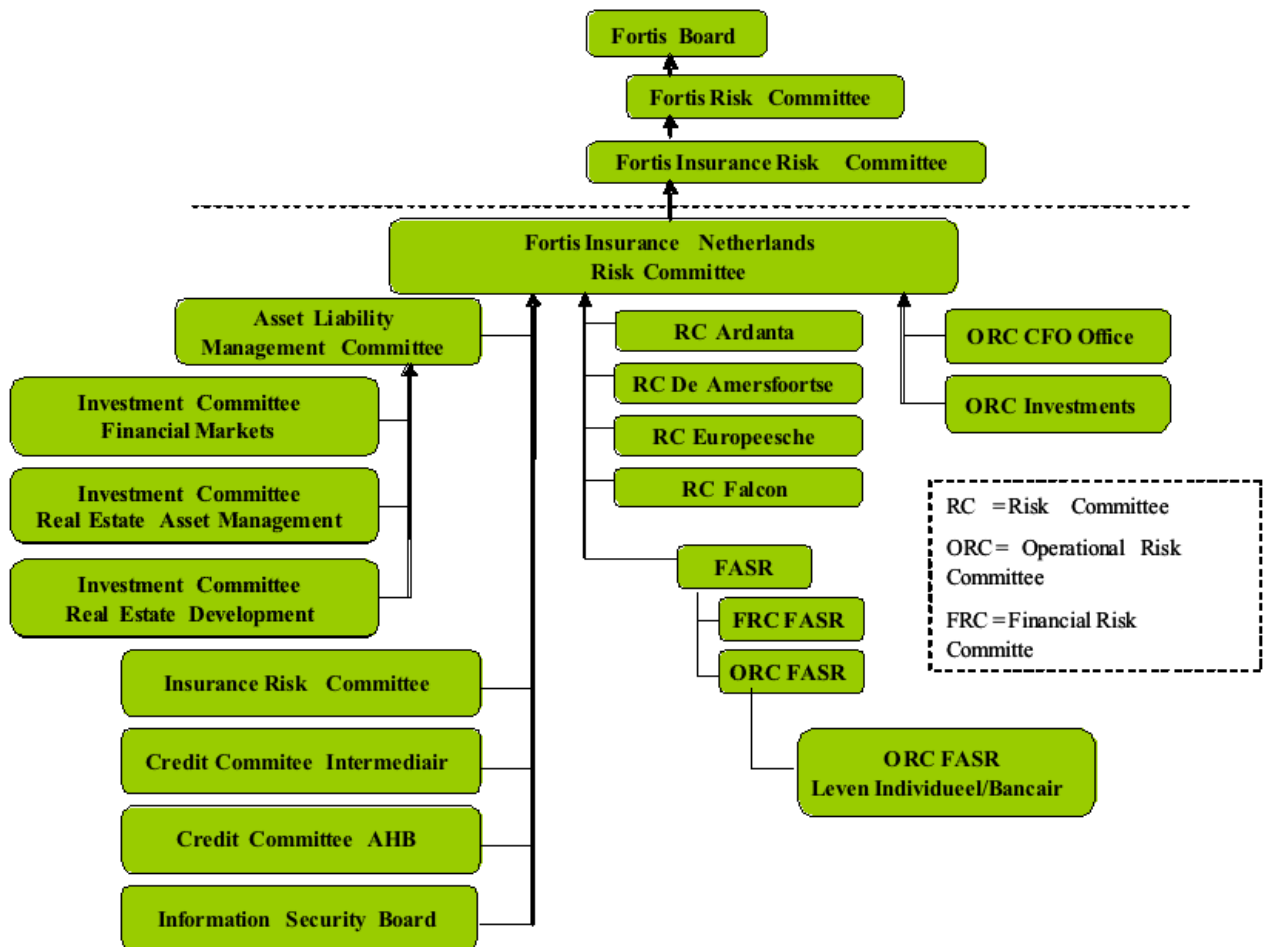 Fortis Board
Fortis Risk Committee
Fortis Insurance Risk Committee
Fortis Insurance Netherlands
Risk Committee
Asset Liability
Management Committee
Investment Committee
Financial Markets
Investment Committee
Real Estate Asset Management
Investment Committee
Real Estate Development
Insurance Risk Committee
Credit Commitee Intermediair
Credit Committee AHB
Information Security Board
RC Ardanta
RC De Amersfoortse
RC Europeesche
RC Falcon
FASR
FRC FASR
ORC FASR
ORC FASR
Leven Individueel/Bancair
ORC CFO Office
ORC Investments
RC =Risk Committee
ORC= Operational Risk
Committee
FRC =Financial Risk
Committe